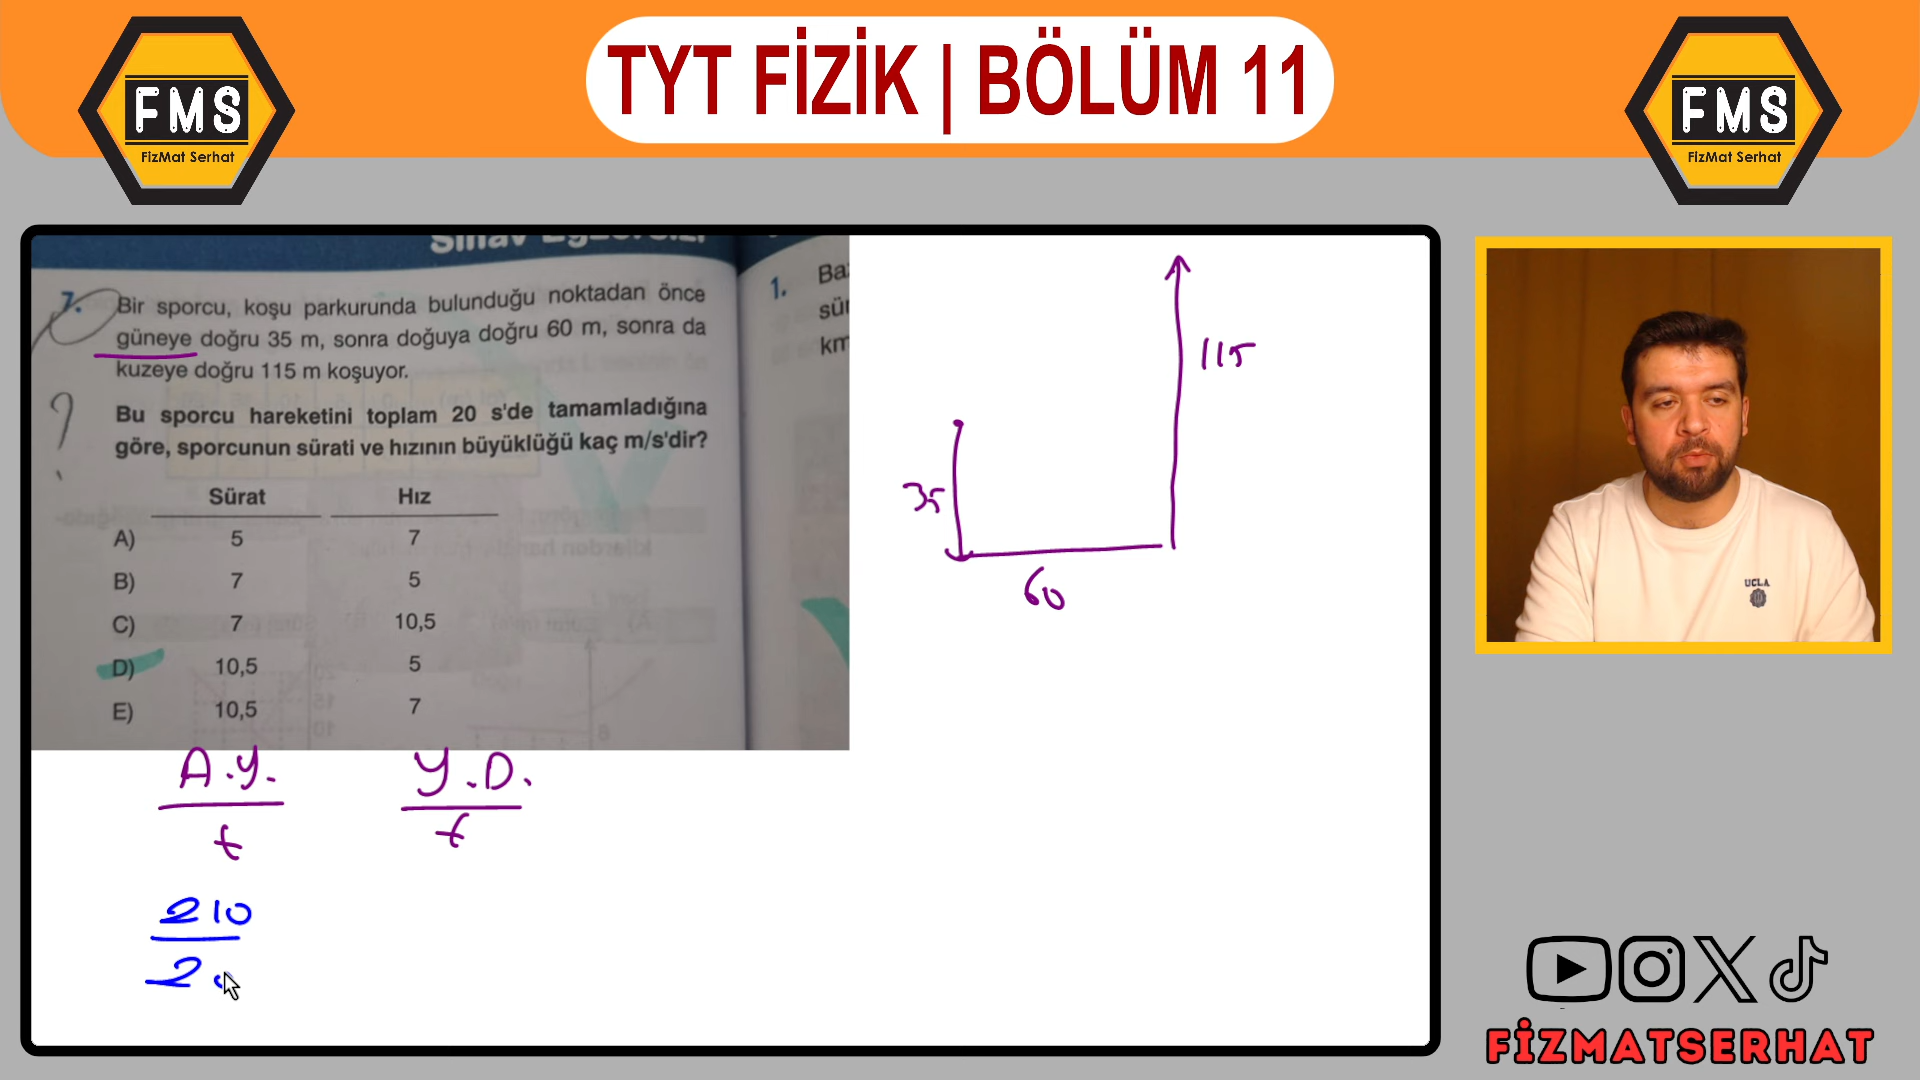 TYT FİZİK | BÖLÜM 11
FMS
FizMat Serhat
FMS
FizMat Serhat
7. Bir sporcu, koşu parkurunda bulunduğu noktadan önce
güneye doğru 35 m, sonra doğuya doğru 60 m, sonra da
kuzeye doğru 115 m koşuyor.
Bu sporcu hareketini toplam 20 s'de tamamladığına
göre, sporcunun sürati ve hızının büyüklüğü kaç m/s'dir?
Sürat Hız
A) 5 7
B) 7 5
C) 7 10,5
D) 10,5 5
E) 10,5 7
1.
km
?
35
60
115
A.Y.
t
Y.D.
t
210
2
UCLA
FİZMATSERHAT